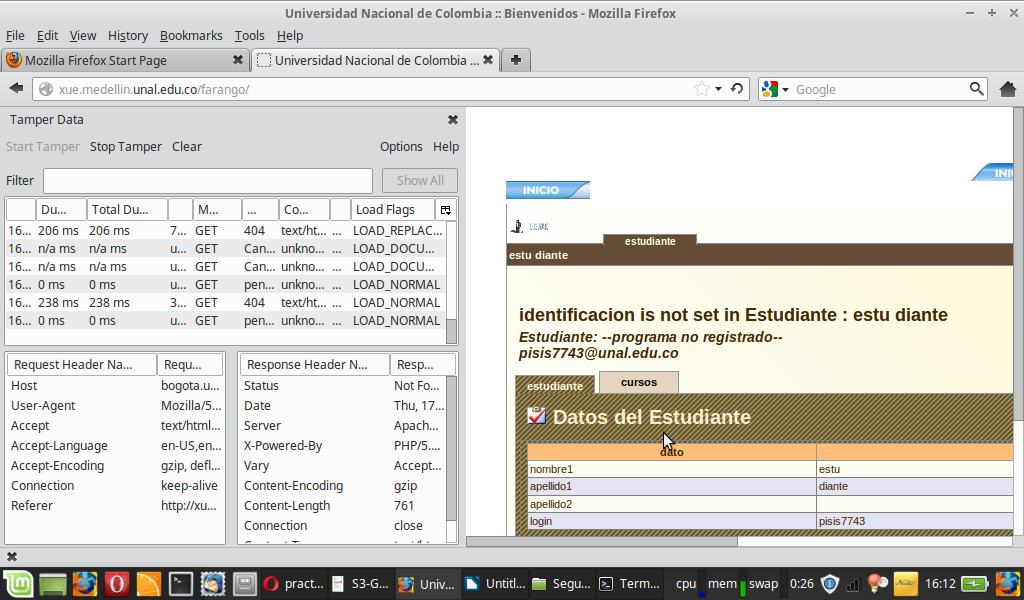 Universidad Nacional de Colombia :: Bienvenidos - Mozilla Firefox
File Edit View History Bookmarks Tools Help
Mozilla Firefox Start Page
Universidad Nacional de Colombia ...
xue.medellin.unal.edu.co/farango/
Google
Tamper Data
Start Tamper Stop Tamper Clear Options Help
Filter Show All
Du... Total Du... M... ... Co... Load Flags
16... 206 ms 206 ms 7... GET 404 text/ht... ... LOAD_REPLAC...
16... n/a ms n/a ms u... GET Can... unkno... ... LOAD_DOCU...
16... n/a ms n/a ms u... GET Can... unkno... ... LOAD_DOCU...
16... 0 ms 0 ms u... GET pen... unkno... ... LOAD_NORMAL
16... 238 ms 238 ms 3... GET 404 text/ht... ... LOAD_NORMAL
16... 0 ms 0 ms u... GET pen... unkno... ... LOAD_NORMAL
Request Header Na... Requ...
Host bogota.u...
User-Agent Mozilla/5...
Accept text/html...
Accept-Language en-US,en...
Accept-Encoding gzip, defl...
Connection keep-alive
Referer http://xu...
Response Header N... Resp...
Status Not Fo...
Date Thu, 17...
Server Apach...
X-Powered-By PHP/5....
Vary Accept...
Content-Encoding gzip
Content-Length 761
Connection close
INICIO
INI
estudiante
estu diante
identificacion is not set in Estudiante : estu diante
Estudiante: --programa no registrado--
pisis7743@unal.edu.co
estudiante cursos
Datos del Estudiante
dato
nombre1 estu
apellido1 diante
apellido2
login pisis7743
pract... S3-G... Univ... Untitl... Segu... Term... cpu mem swap 0:26 16:12